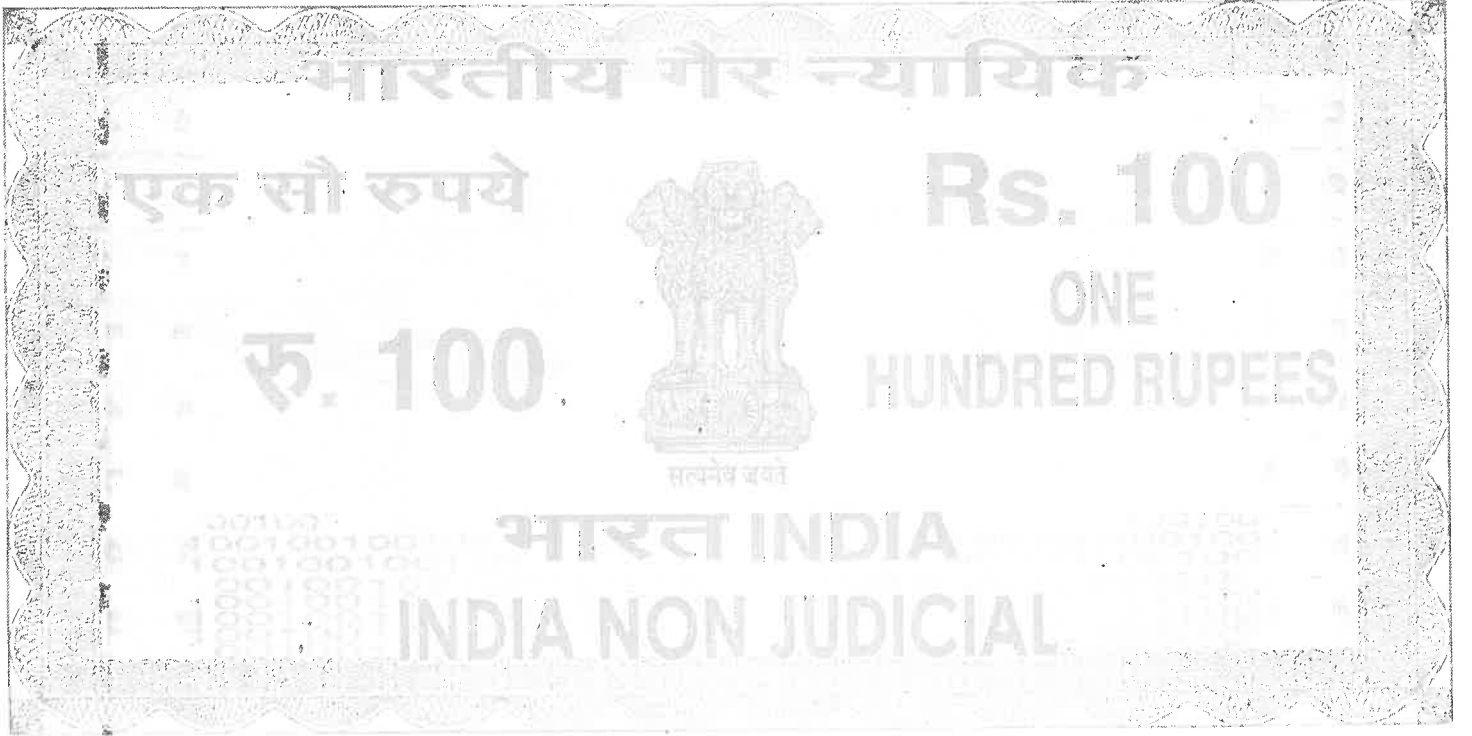 भारतीय गैर न्यायिक
एक सौ रुपये
Rs. 100
रु. 100
ONE
HUNDRED RUPEES
सत्यमेव जयते
भारत INDIA
INDIA NON JUDICIAL